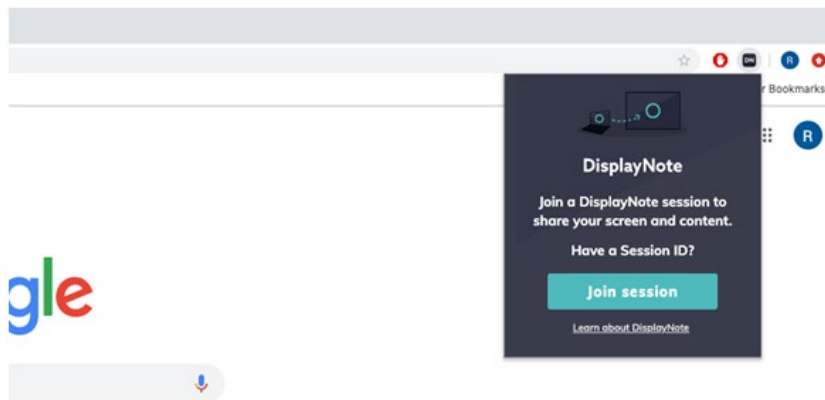 DN
R
r Bookmarks
R
DisplayNote
Join a DisplayNote session to
share your screen and content.
Have a Session ID?
Join session
Learn about DisplayNote
gle